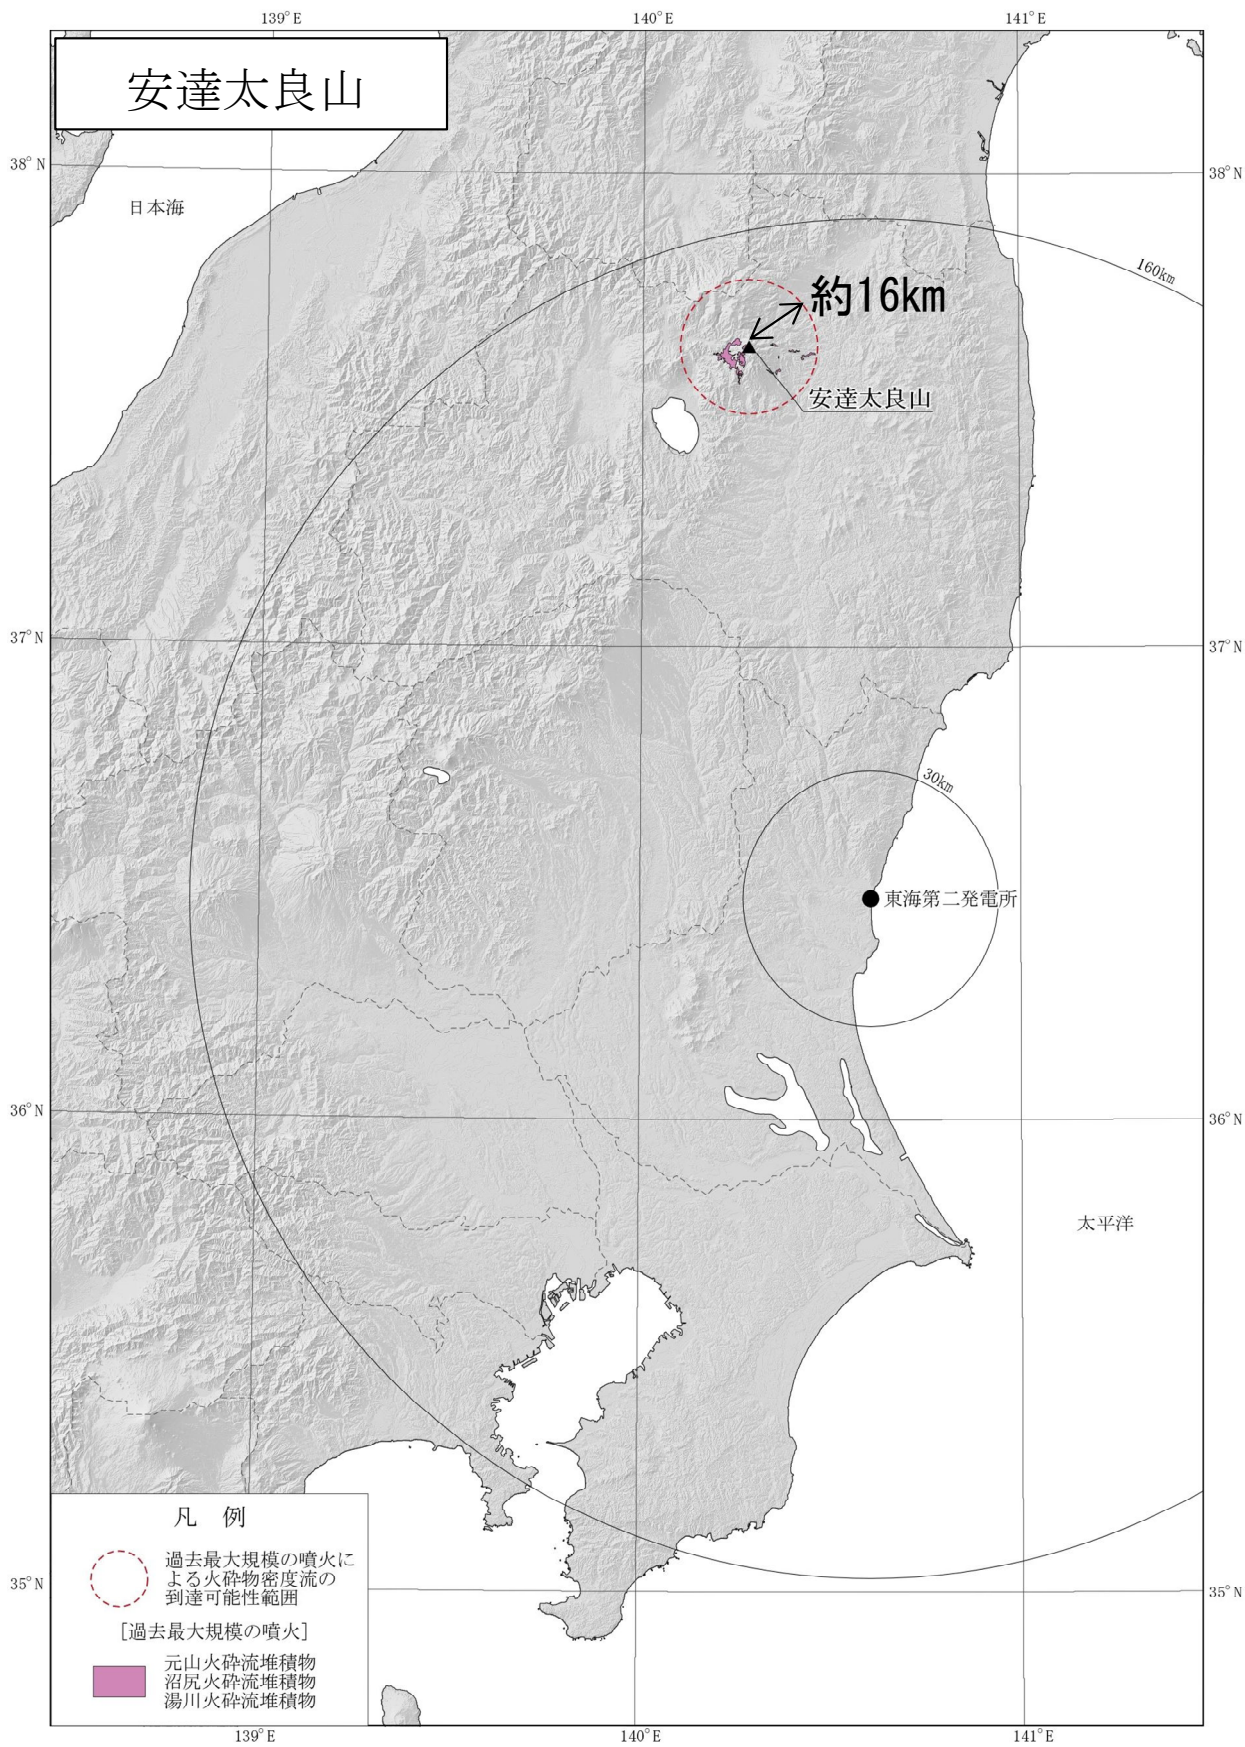 139°E
140°E
141°E
安達太良山
38°N
38°N
日本海
160km
約16km
安達太良山
37°N
37°N
30km
東海第二発電所
36°N
36°N
太平洋
凡 例
過去最大規模の噴火に
よる火砕物密度流の
到達可能性範囲
[過去最大規模の噴火]
元山火砕流堆積物
沼尻火砕流堆積物
湯川火砕流堆積物
35°N
35°N
139°E
140°E
141°E